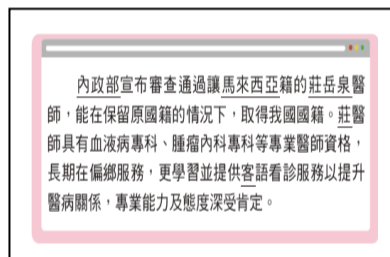 內政部宣布審查通過讓馬來西亞籍的莊岳泉醫
師，能在保留原國籍的情況下，取得我國國籍。莊醫
師具有血液病專科、腫瘤內科專科等專業醫師資格，
長期在偏鄉服務，更學習並提供客語看診服務以提升
醫病關係，專業能力及態度深受肯定。